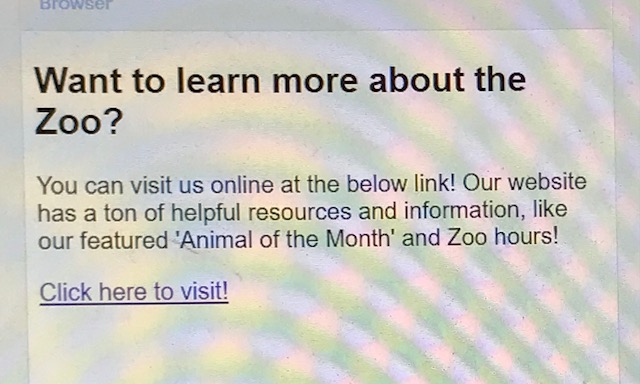 Browser
Want to learn more about the
Zoo?
You can visit us online at the below link! Our website
has a ton of helpful resources and information, like
our featured 'Animal of the Month' and Zoo hours!
Click here to visit!